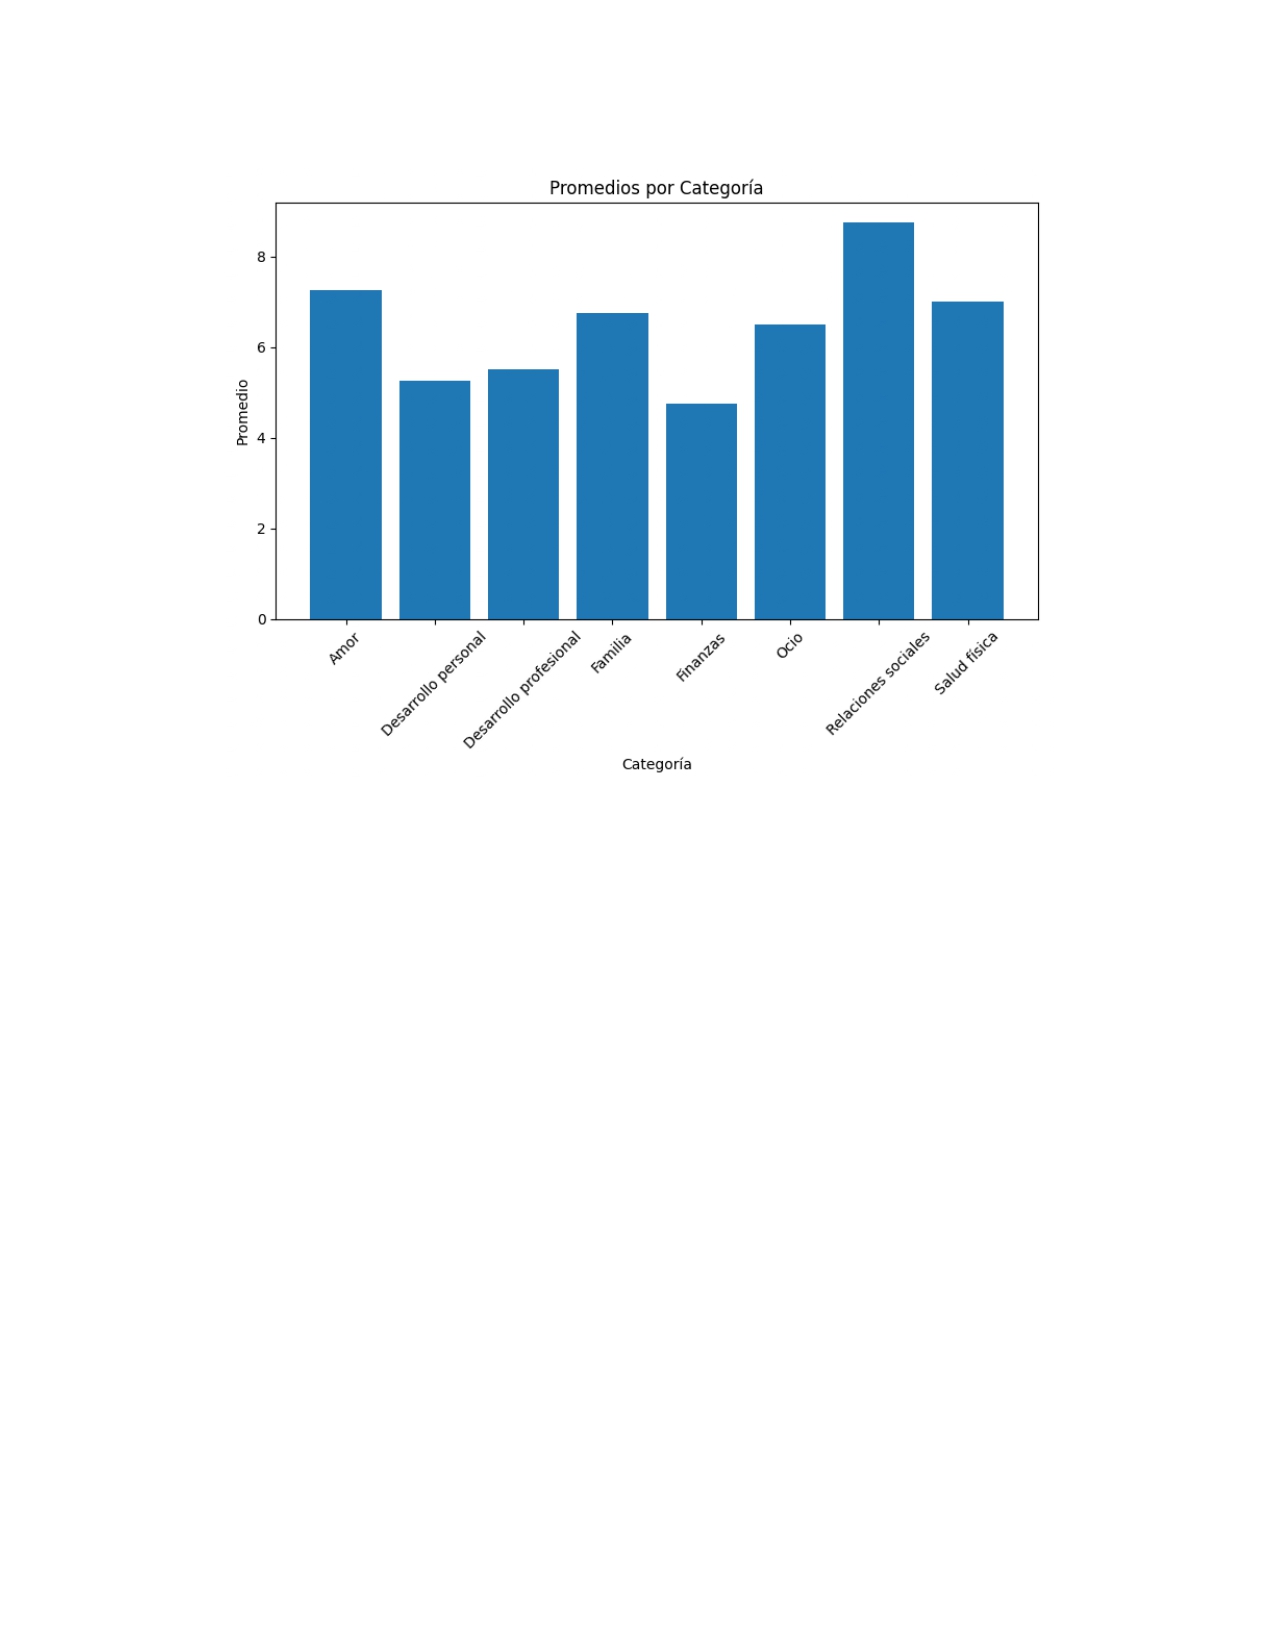 Promedios por Categoría
8
6
4
2
0
Promedio
Amor
Desarrollo personal
Desarrollo profesional
Familia
Finanzas
Ocio
Relaciones sociales
Salud física
Categoría